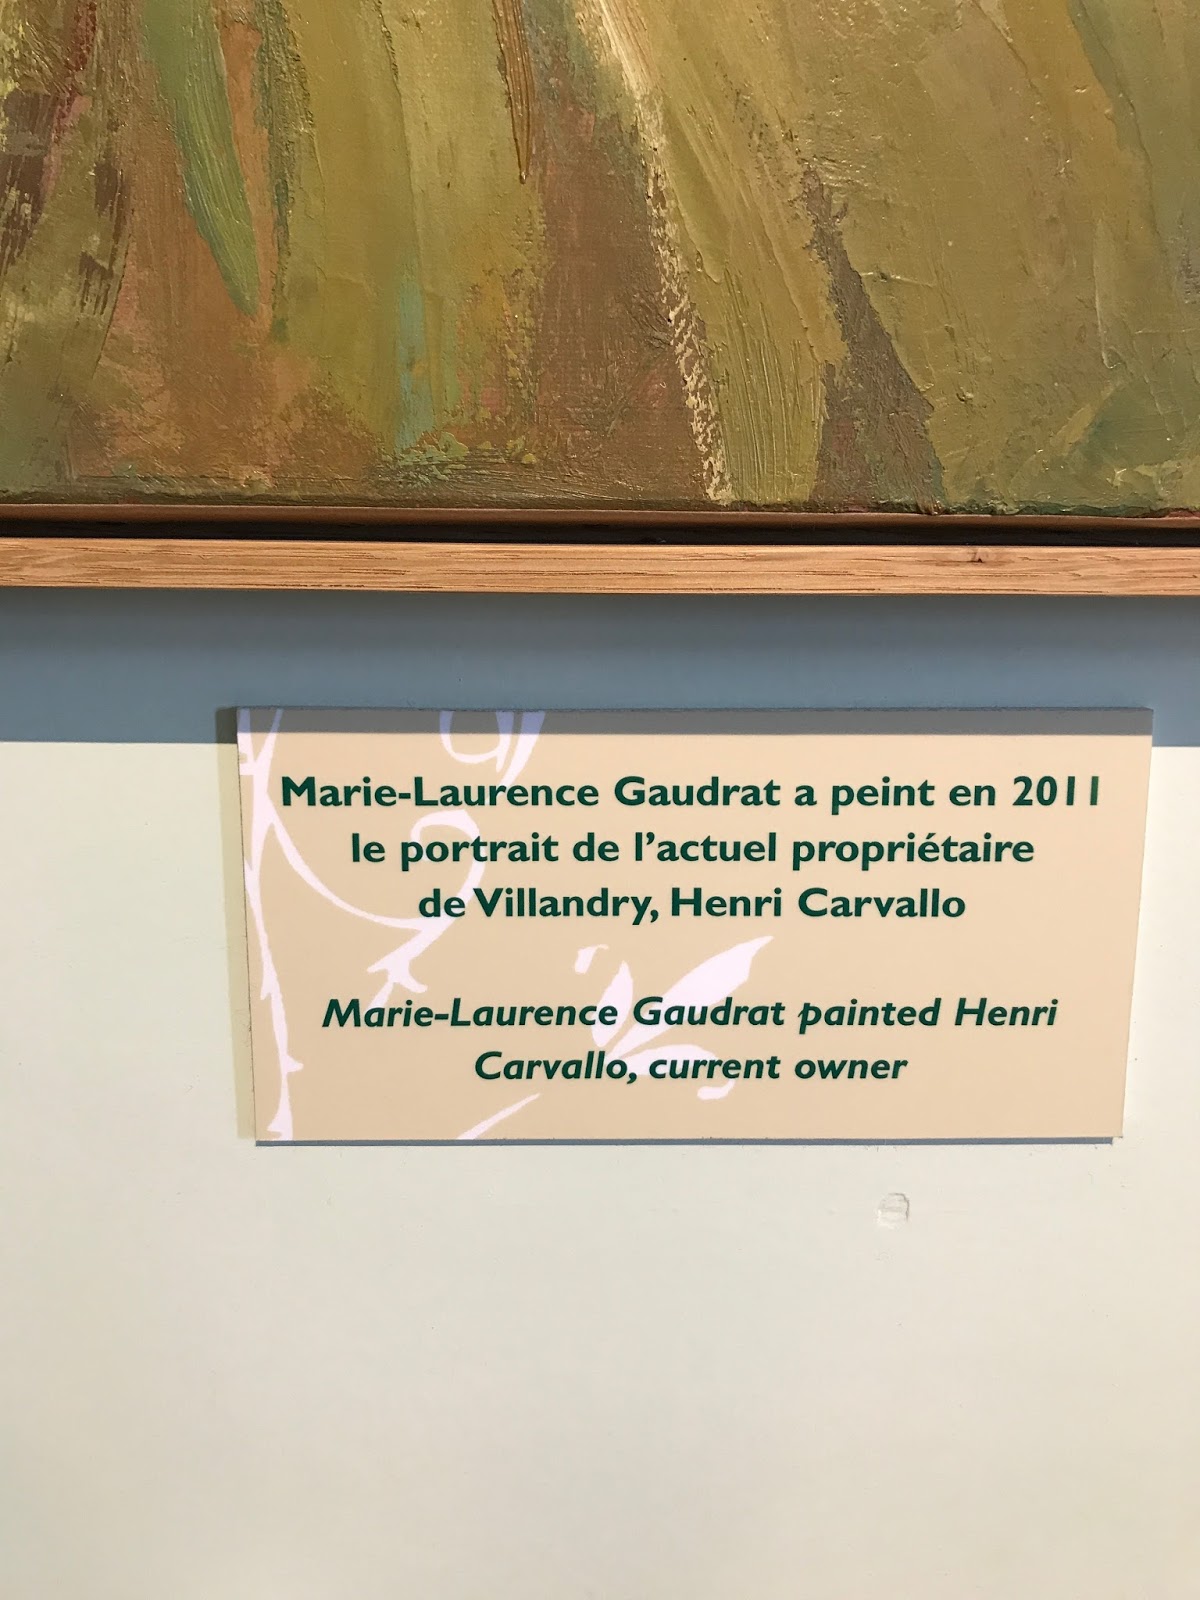 Marie-Laurence Gaudrat a peint en 2011
le portrait de l’actuel propriétaire
de Villandry, Henri Carvallo
Marie-Laurence Gaudrat painted Henri
Carvallo, current owner